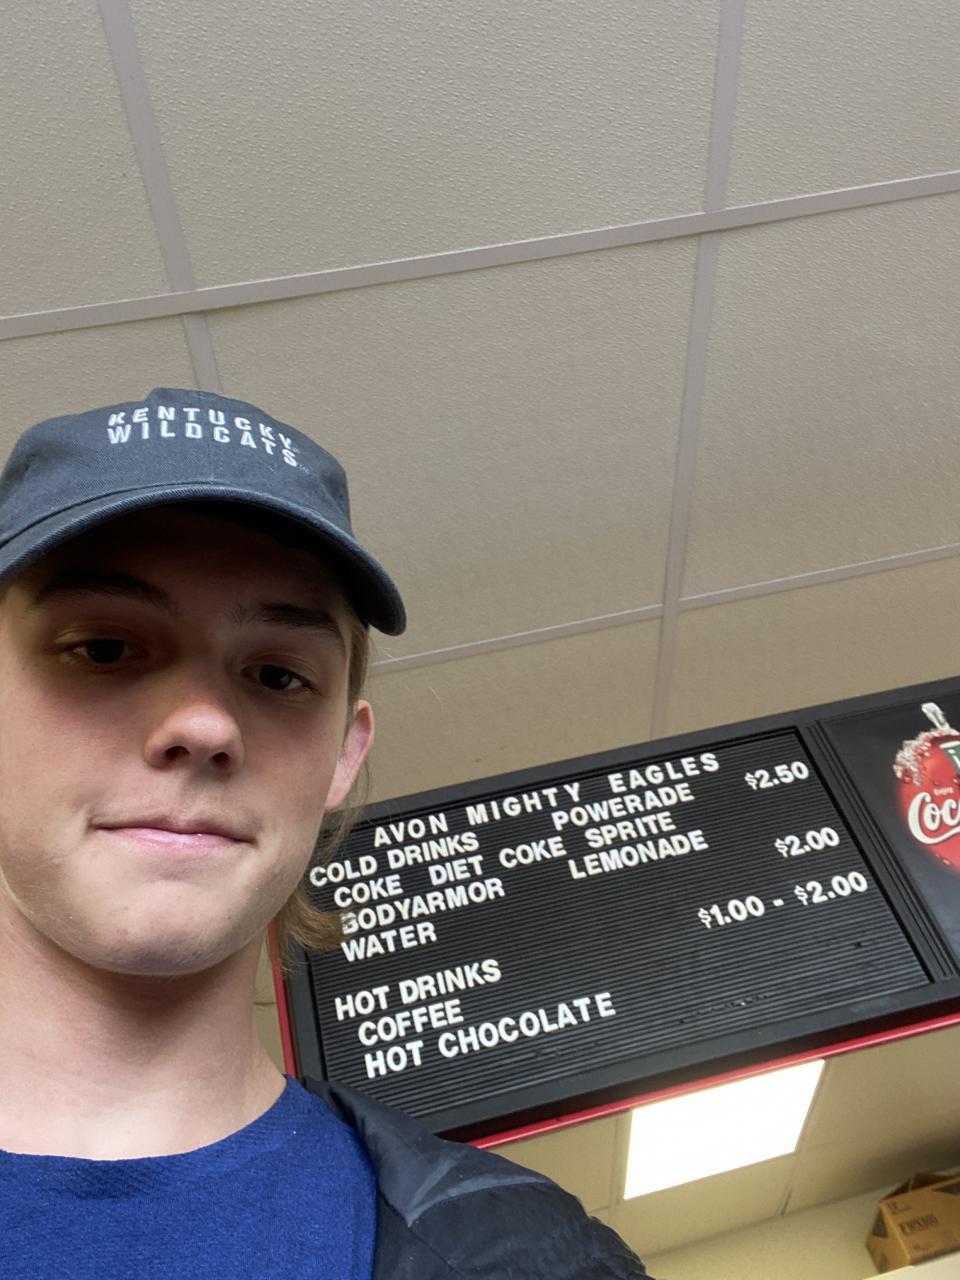 KENTUCKY
WILDCATS
AVON MIGHTY EAGLES
COLD DRINKS POWERADE $2.50
COKE DIET COKE SPRITE
BODYARMOR LEMONADE $2.00
WATER $1.00 - $2.00
HOT DRINKS
COFFEE
HOT CHOCOLATE
Enjoy